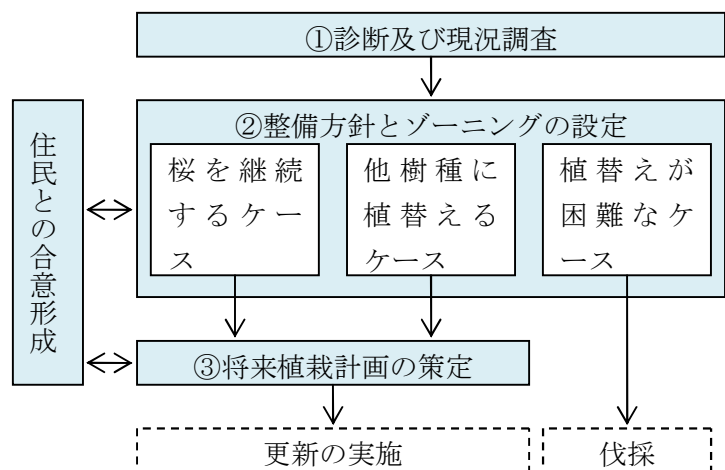 ①診断及び現況調査
住民との合意形成
②整備方針とゾーニングの設定
桜を継続
するケー
ス
他樹種に
植替える
ケース
植替えが
困難なケ
ース
③将来植栽計画の策定
更新の実施
伐採